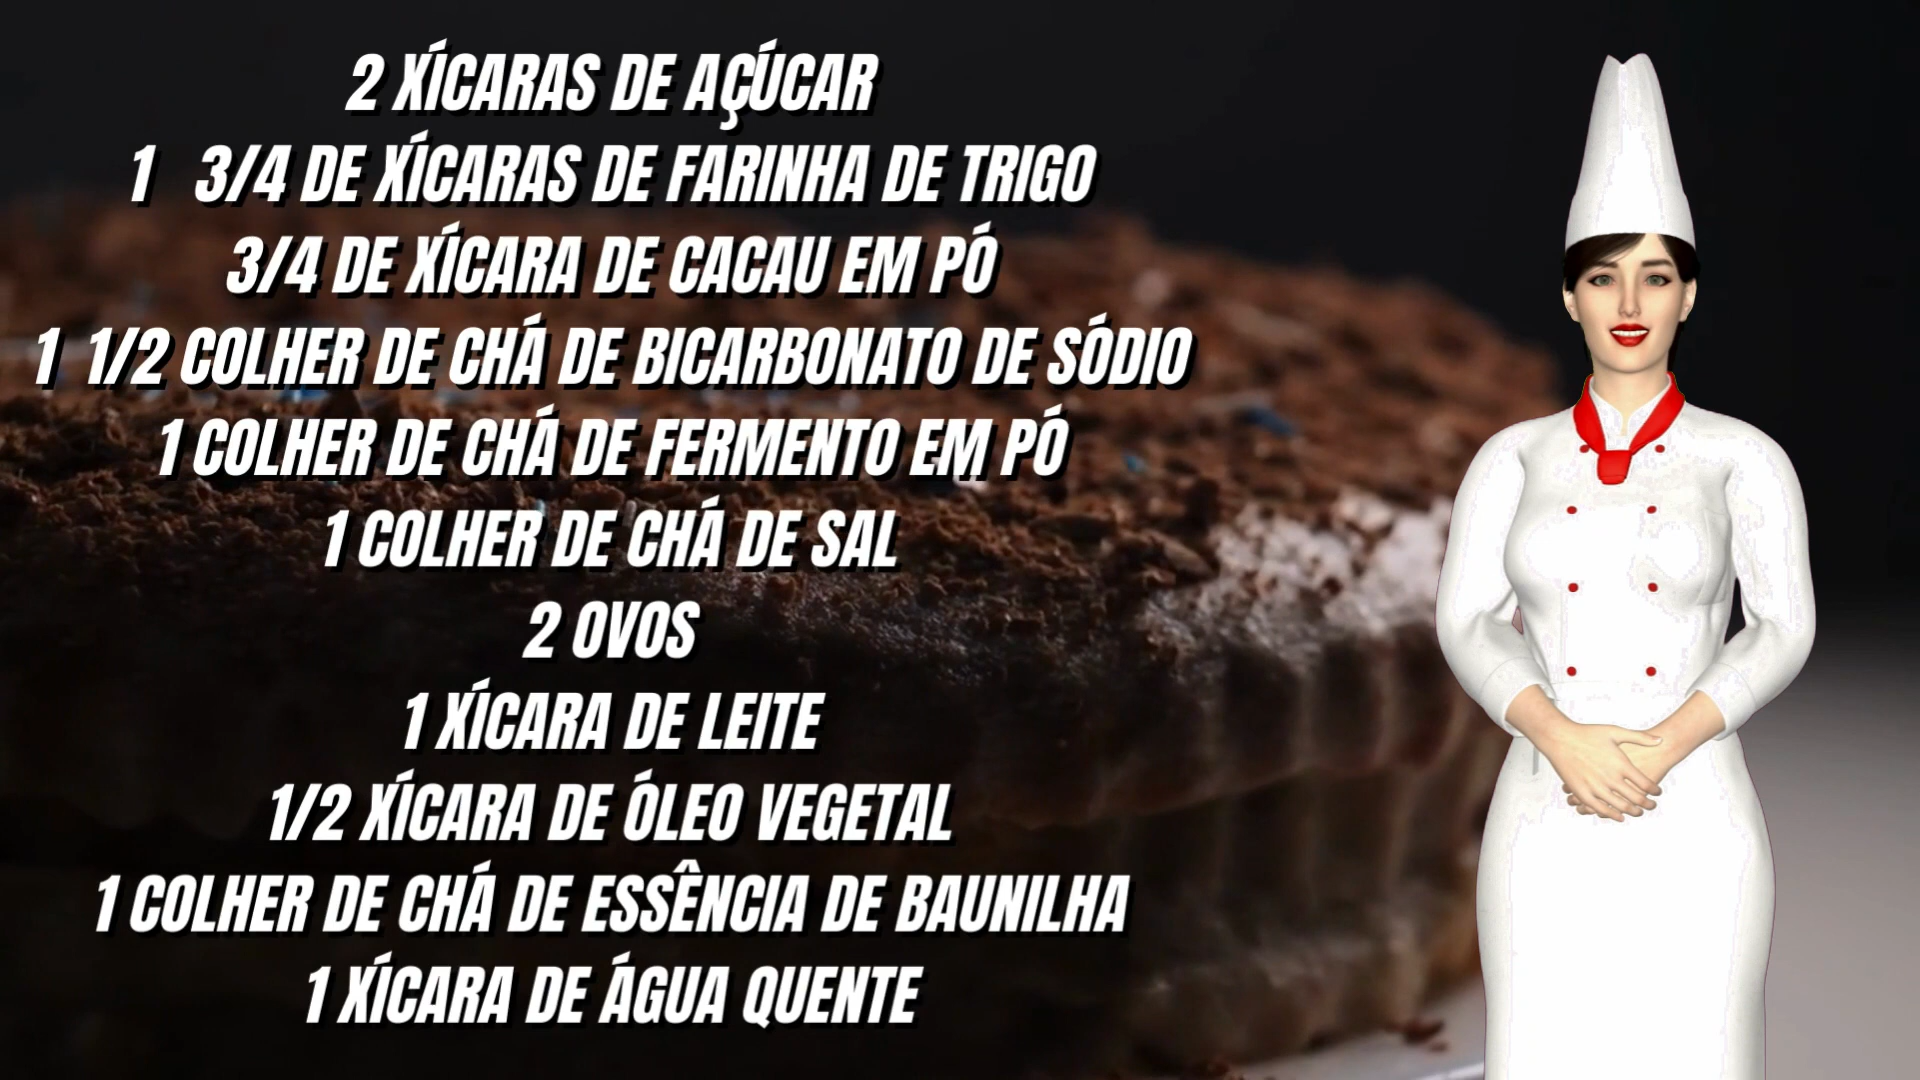 2 XÍCARAS DE AÇÚCAR
1 3/4 DE XÍCARAS DE FARINHA DE TRIGO
3/4 DE XÍCARA DE CACAU EM PÓ
1 1/2 COLHER DE CHÁ DE BICARBONATO DE SÓDIO
1 COLHER DE CHÁ DE FERMENTO EM PÓ
1 COLHER DE CHÁ DE SAL
2 OVOS
1 XÍCARA DE LEITE
1/2 XÍCARA DE ÓLEO VEGETAL
1 COLHER DE CHÁ DE ESSÊNCIA DE BAUNILHA
1 XÍCARA DE ÁGUA QUENTE